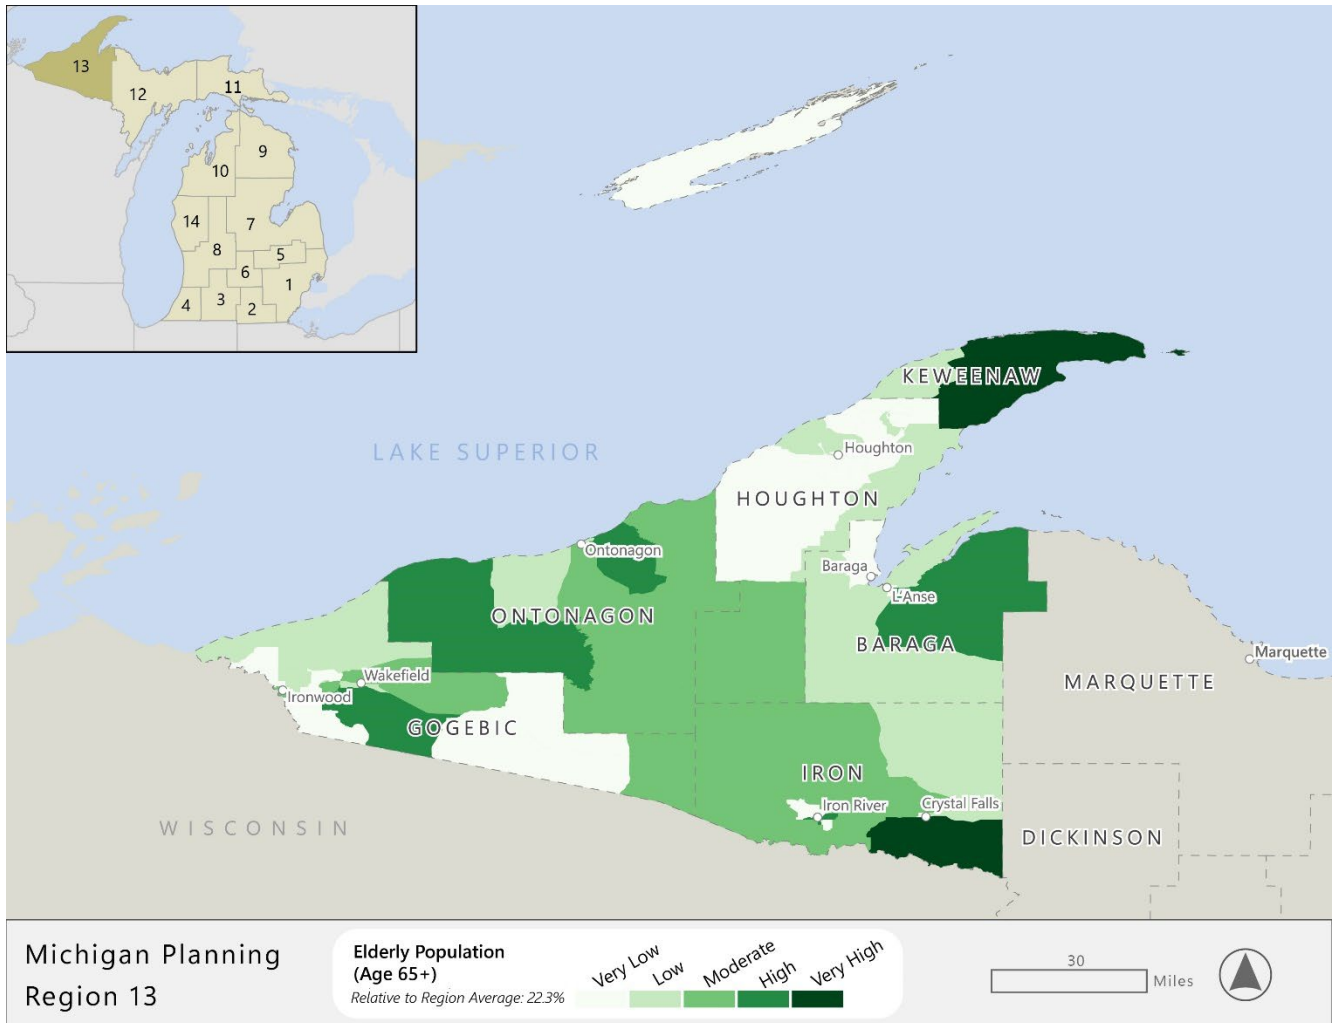 13
12
11
9
10
14
7
8
5
6
1
4
3
2
KEWEENAW
LAKE SUPERIOR
Houghton
HOUGHTON
Ontonagon
Baraga
L'Anse
ONTONAGON
BARAGA
Marquette
Wakefield
MARQUETTE
Ironwood
GOGEBIC
IRON
Iron River
Crystal Falls
WISCONSIN
DICKINSON
Michigan Planning
Region 13
Elderly Population
(Age 65+)
Relative to Region Average: 22.3%
Very Low
Low
Moderate
High
Very High
30
Miles